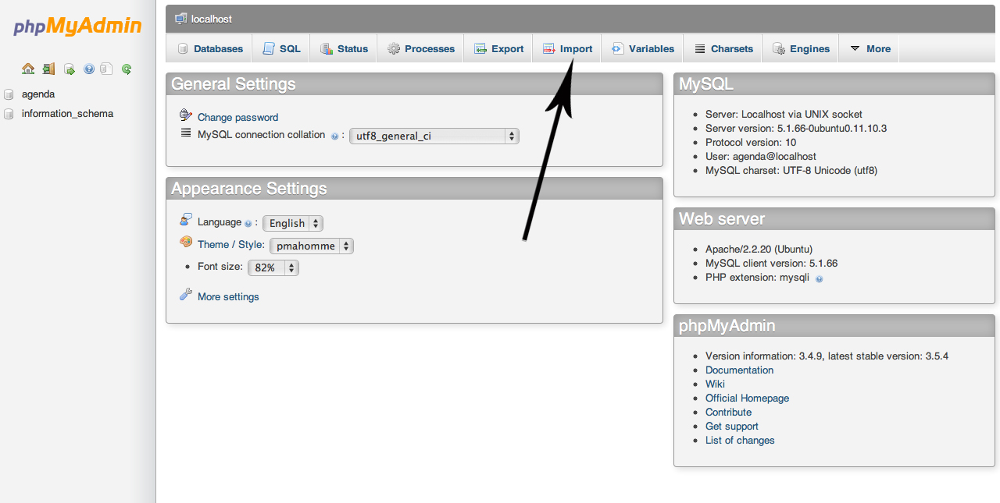 phpMyAdmin
agenda
information_schema
localhost
Databases SQL Status Processes Export Import Variables Charsets Engines More
General Settings
Change password
MySQL connection collation : utf8_general_ci
Appearance Settings
Language : English
Theme / Style: pmahomme
Font size: 82%
More settings
MySQL
Server: Localhost via UNIX socket
Server version: 5.1.66-0ubuntu0.11.10.3
Protocol version: 10
User: agenda@localhost
MySQL charset: UTF-8 Unicode (utf8)
Web server
Apache/2.2.20 (Ubuntu)
MySQL client version: 5.1.66
PHP extension: mysqli
phpMyAdmin
Version information: 3.4.9, latest stable version: 3.5.4
Documentation
Wiki
Official Homepage
Contribute
Get support
List of changes